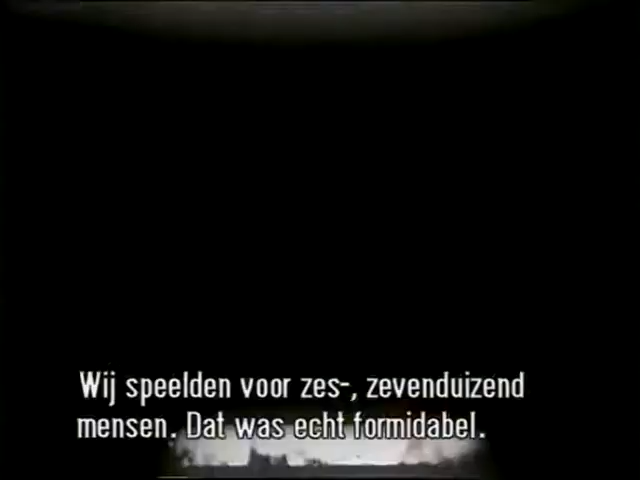 Wij speelden voor zes-, zevenduizend
mensen. Dat was echt formidabel.